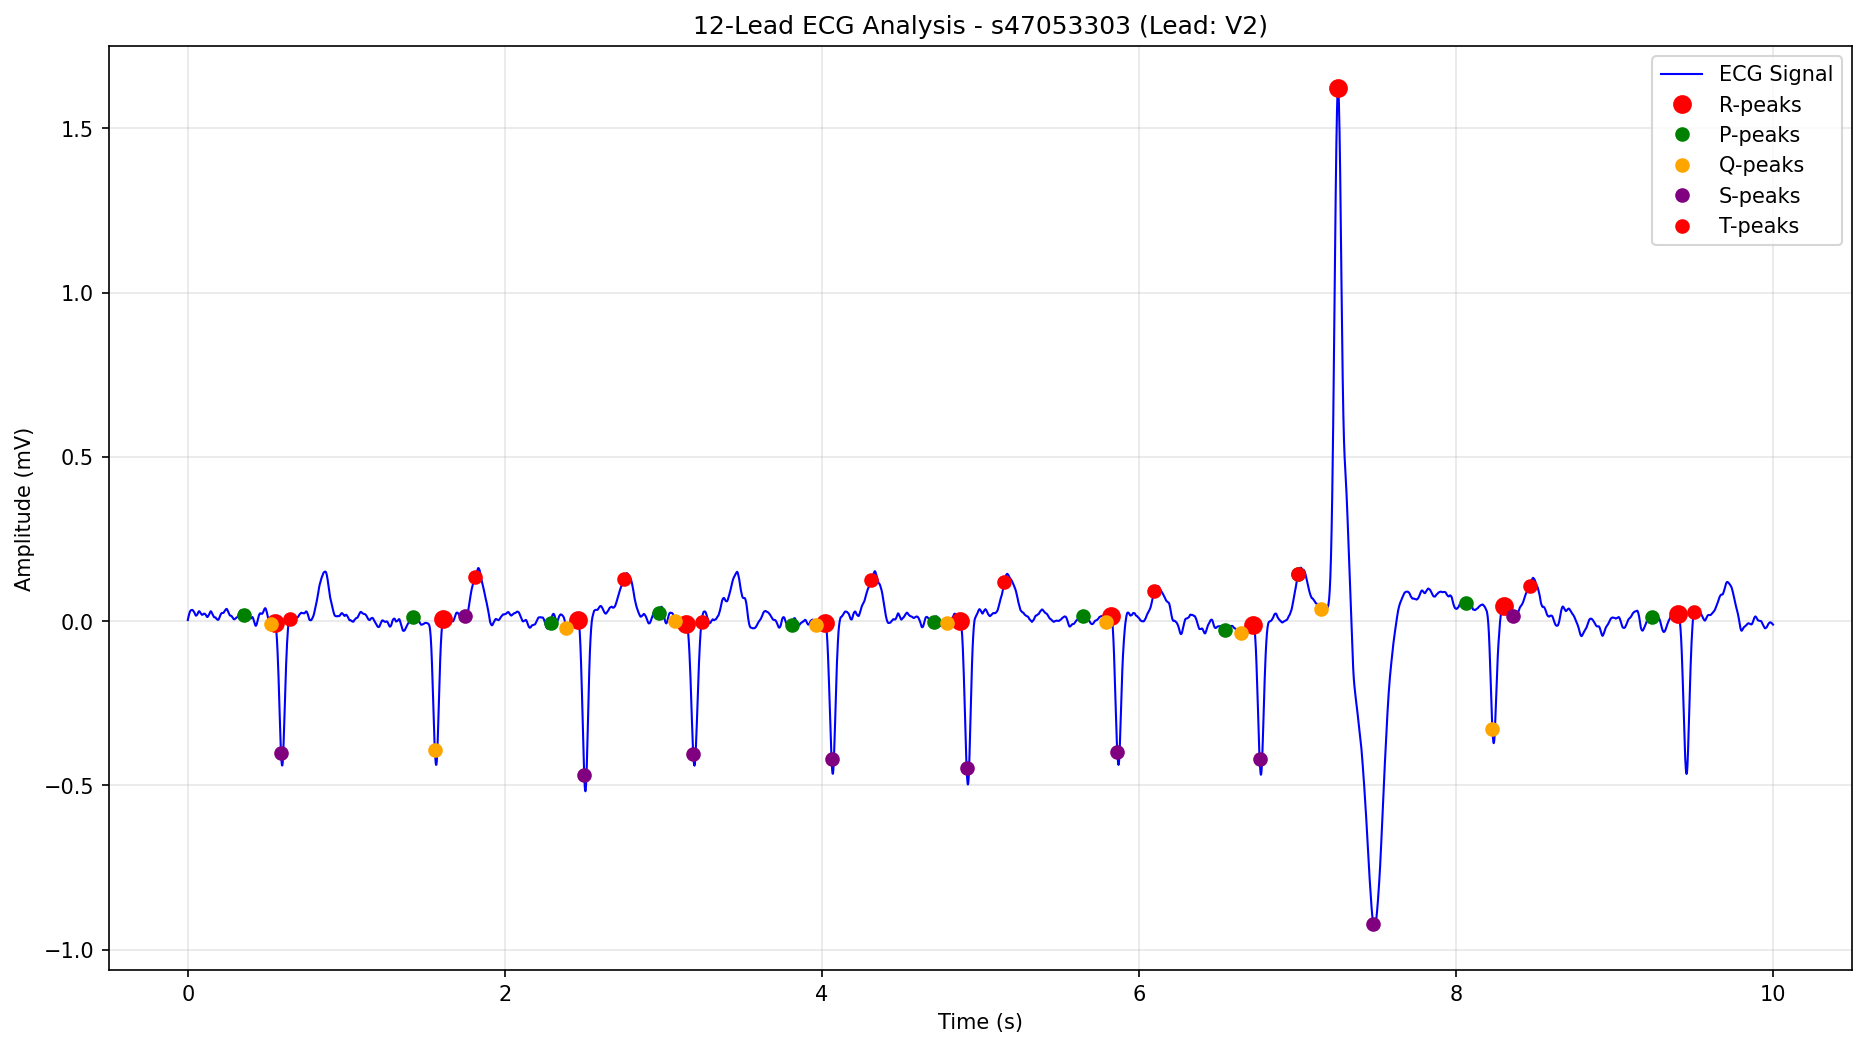 12-Lead ECG Analysis - s47053303 (Lead: V2)
ECG Signal
R-peaks
P-peaks
Q-peaks
S-peaks
T-peaks
1.5
1.0
0.5
0.0
−0.5
−1.0
Amplitude (mV)
0 2 4 6 8 10
Time (s)